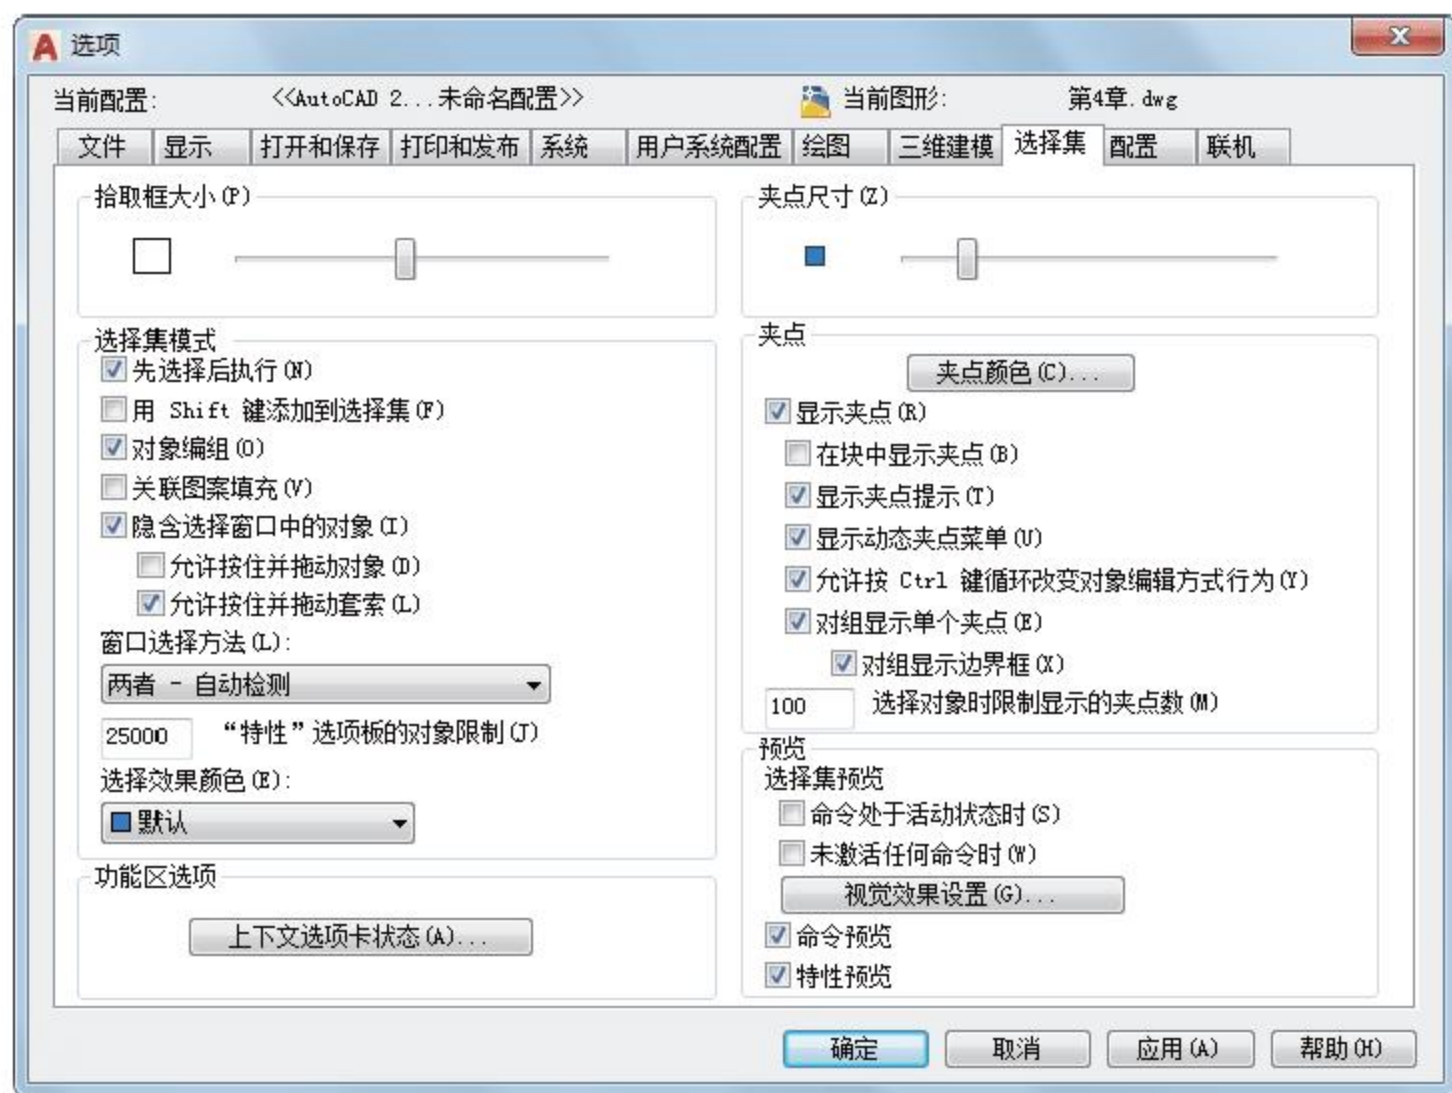 选项
当前配置: <<AutoCAD 2...未命名配置>> 当前图形: 第4章.dwg
文件 显示 打开和保存 打印和发布 系统 用户系统配置 绘图 三维建模 选择集 配置 联机
拾取框大小(P)
选择集模式
先选择后执行(N)
用 Shift 键添加到选择集(F)
对象编组(O)
关联图案填充(V)
隐含选择窗口中的对象(I)
允许按住并拖动对象(D)
允许按住并拖动套索(L)
窗口选择方法(L):
两者 - 自动检测
25000 “特性”选项板的对象限制(J)
选择效果颜色(E):
默认
功能区选项
上下文选项卡状态(A)...
夹点尺寸(Z)
夹点
夹点颜色(C)...
显示夹点(R)
在块中显示夹点(B)
显示夹点提示(T)
显示动态夹点菜单(U)
允许按 Ctrl 键循环改变对象编辑方式行为(Y)
对组显示单个夹点(E)
对组显示边界框(X)
100 选择对象时限制显示的夹点数(M)
预览
选择集预览
命令处于活动状态时(S)
未激活任何命令时(W)
视觉效果设置(G)...
命令预览
特性预览
确定 取消 应用(A) 帮助(H)